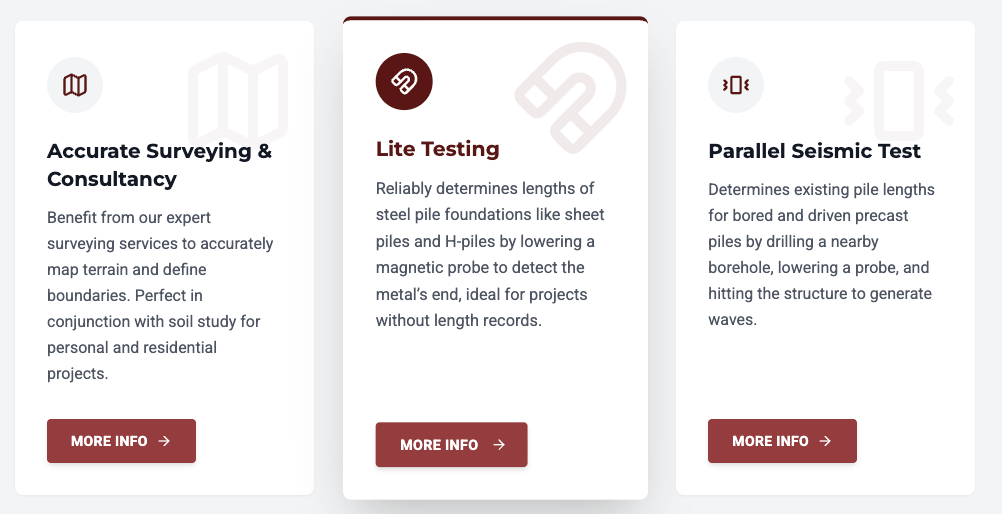 Accurate Surveying &
Consultancy
Benefit from our expert
surveying services to accurately
map terrain and define
boundaries. Perfect in
conjunction with soil study for
personal and residential
projects.
MORE INFO →
Lite Testing
Reliably determines lengths of
steel pile foundations like sheet
piles and H-piles by lowering a
magnetic probe to detect the
metal’s end, ideal for projects
without length records.
MORE INFO →
Parallel Seismic Test
Determines existing pile lengths
for bored and driven precast
piles by drilling a nearby
borehole, lowering a probe, and
hitting the structure to generate
waves.
MORE INFO →